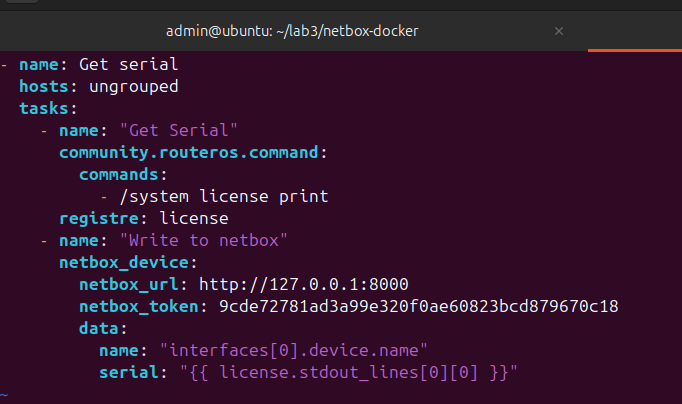 admin@ubuntu: ~/lab3/netbox-docker ×
- name: Get serial
  hosts: ungrouped
  tasks:
    - name: "Get Serial"
      community.routeros.command:
        commands:
          - /system license print
      registre: license
    - name: "Write to netbox"
      netbox_device:
        netbox_url: http://127.0.0.1:8000
        netbox_token: 9cde72781ad3a99e320f0ae60823bcd879670c18
        data:
          name: "interfaces[0].device.name"
          serial: "{{ license.stdout_lines[0][0] }}"
~